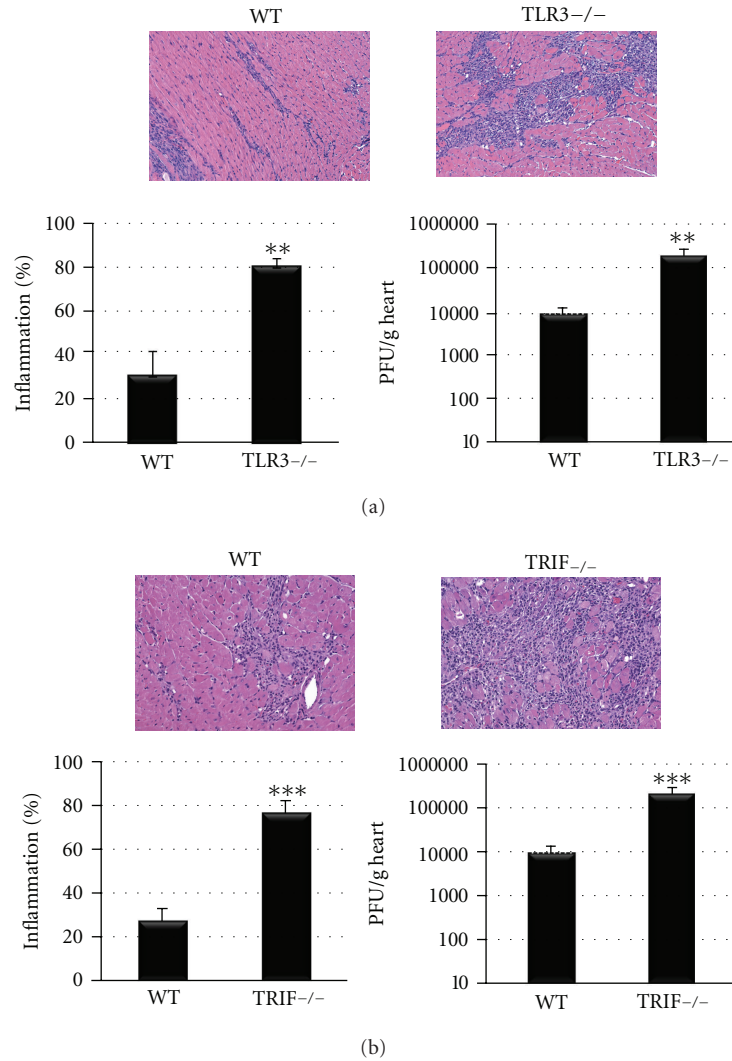 WT
TLR3−/−
100
80
60
40
20
0
Inflammation (%)
**
WT
TLR3−/−
1000000
100000
10000
1000
100
10
PFU/g heart
**
WT
TLR3−/−
(a)
WT
TRIF−/−
100
80
60
40
20
0
Inflammation (%)
***
WT
TRIF−/−
1000000
100000
10000
1000
100
10
PFU/g heart
***
WT
TRIF−/−
(b)